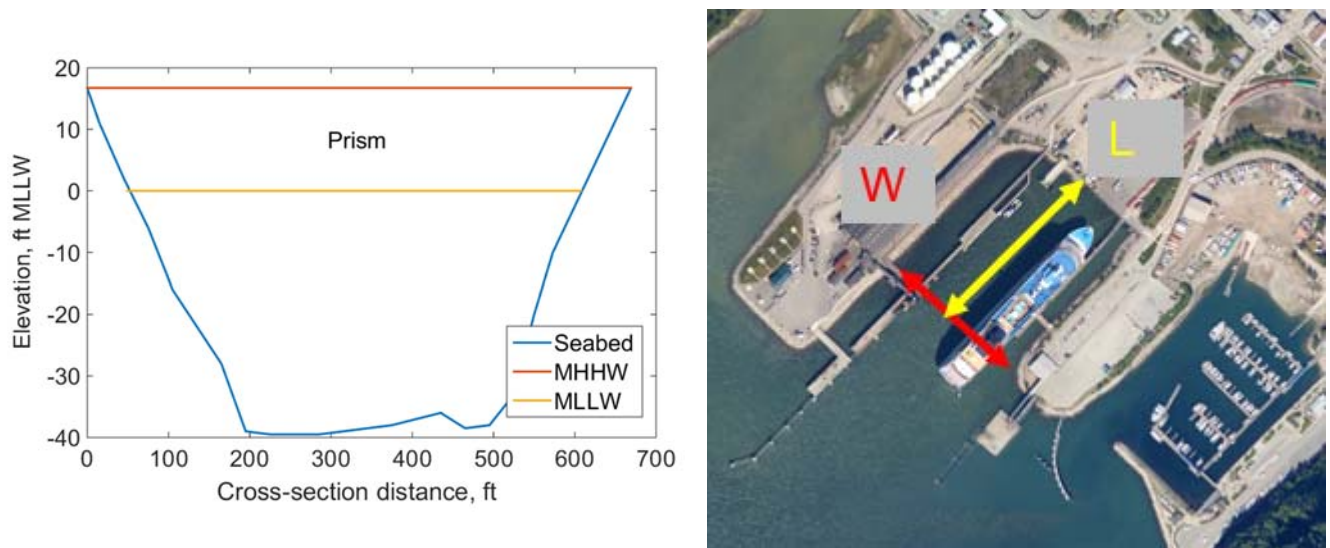 20
10
0
-10
-20
-30
-40
Elevation, ft MLLW
Prism
Seabed
MHHW
MLLW
0 100 200 300 400 500 600 700
Cross-section distance, ft
W
L